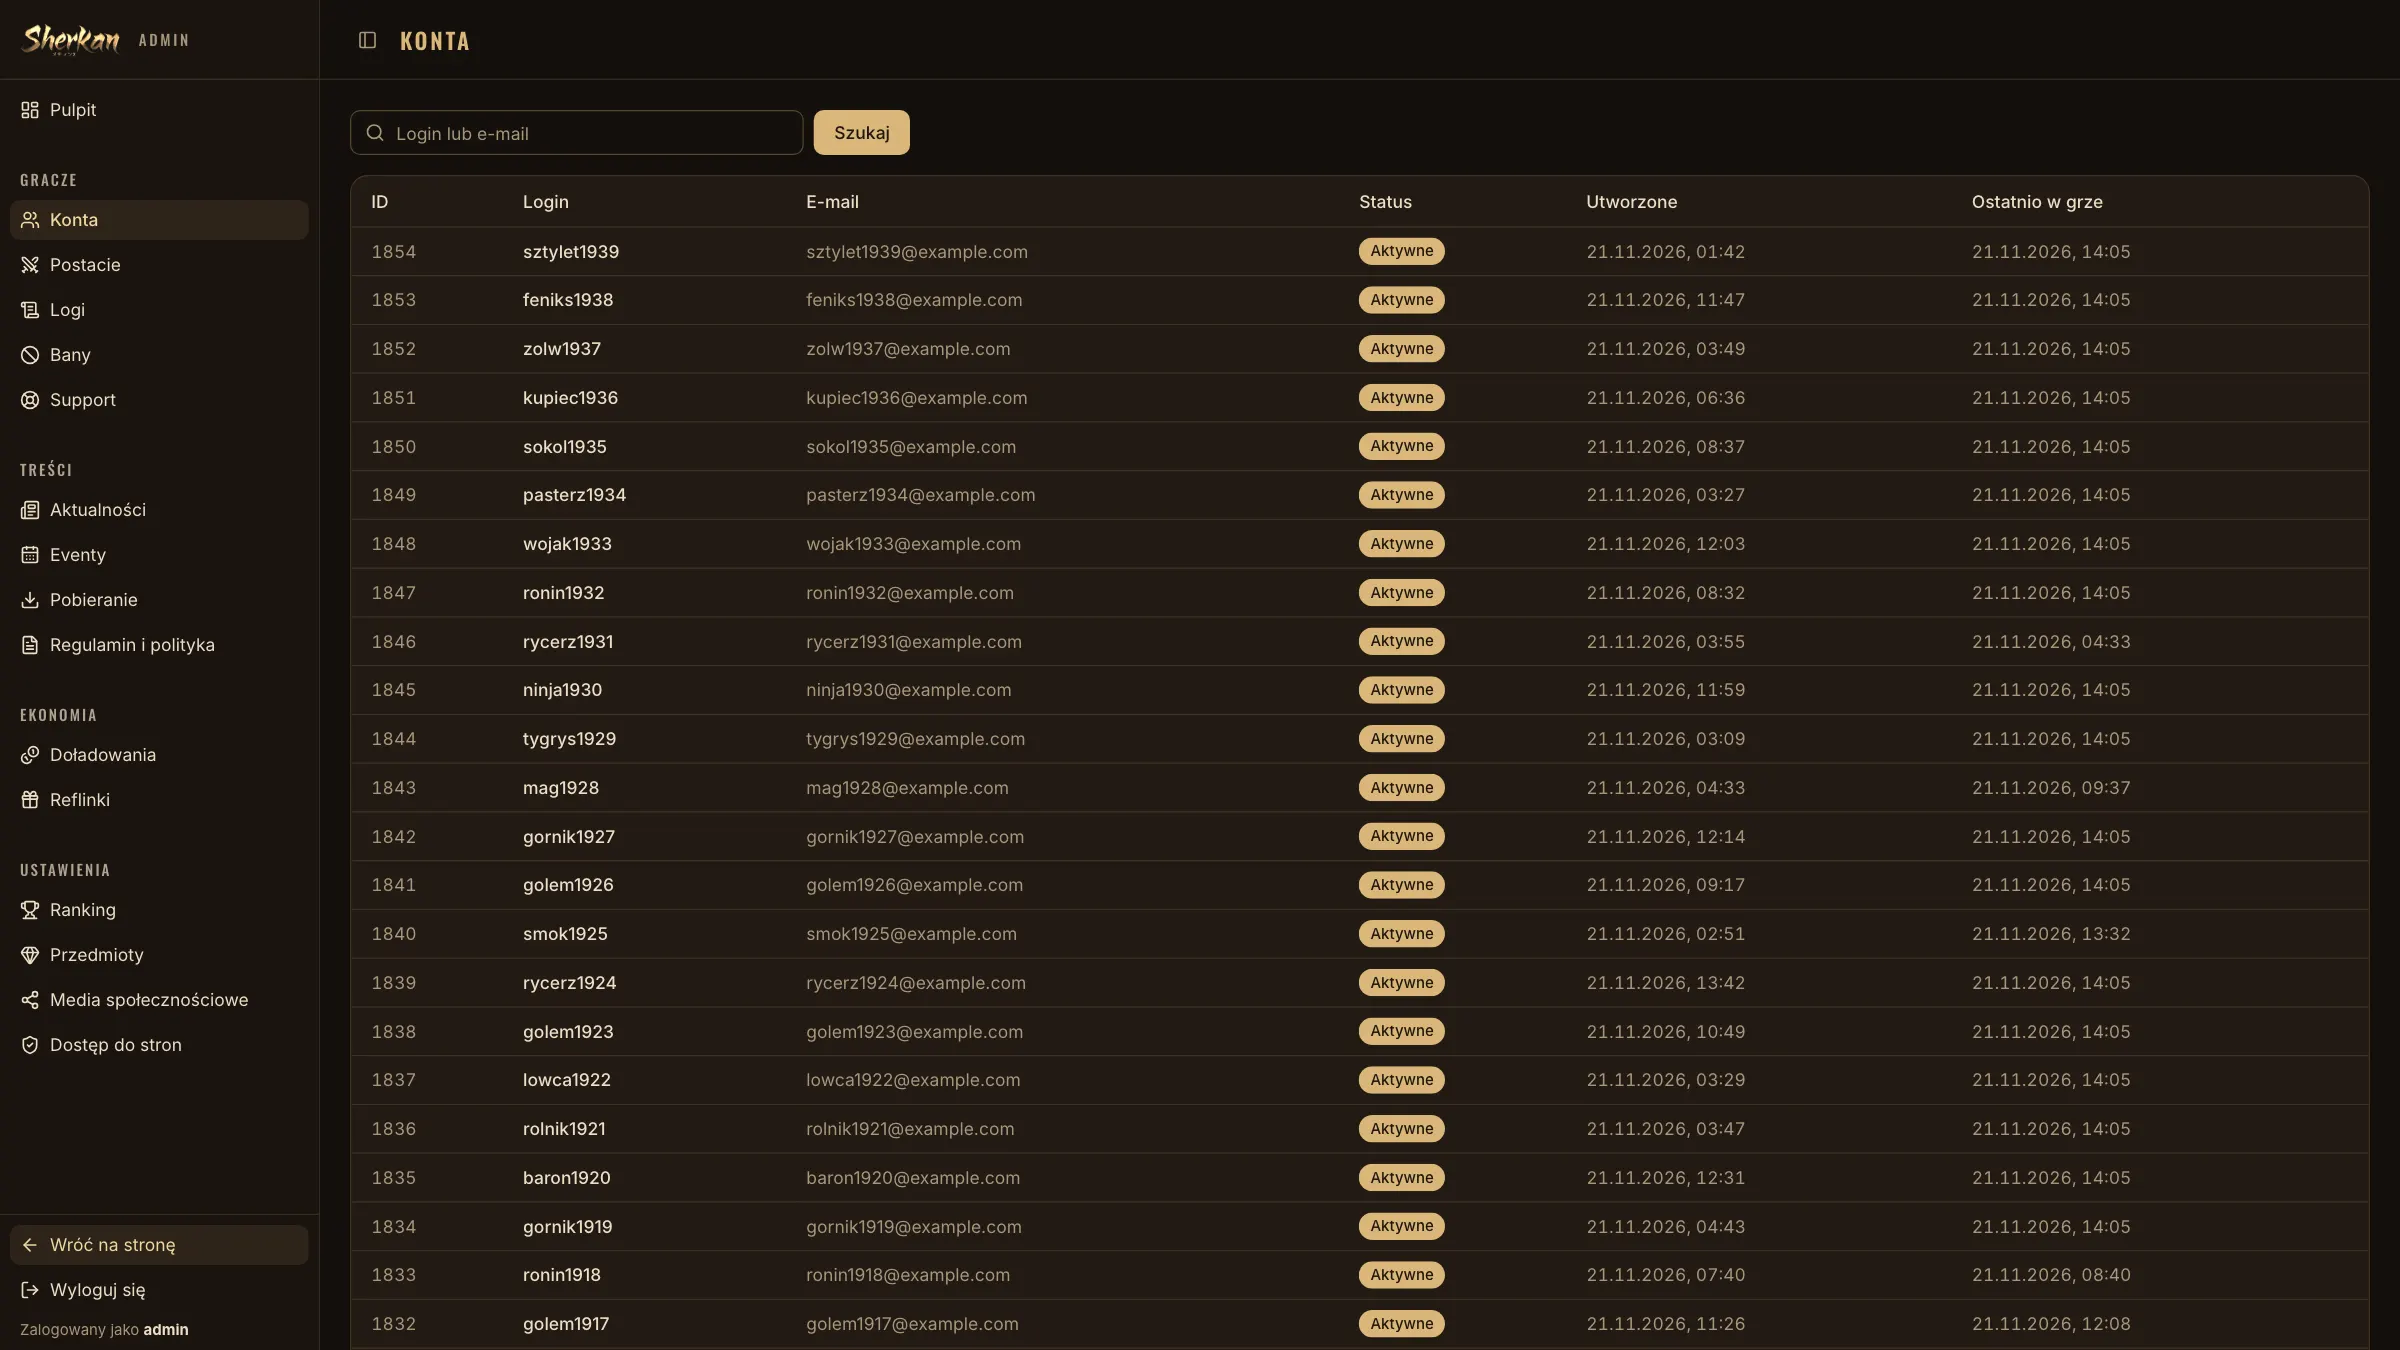 Sherkan ADMIN
Pulpit
GRACZE
Konta
Postacie
Logi
Bany
Support
TREŚCI
Aktualności
Eventy
Pobieranie
Regulamin i polityka
EKONOMIA
Doładowania
Reflinki
USTAWIENIA
Ranking
Przedmioty
Media społecznościowe
Dostęp do stron
Wróć na stronę
Wyloguj się
Zalogowany jako admin
KONTA
Login lub e-mail Szukaj
ID Login E-mail Status Utworzone Ostatnio w grze
1854 sztylet1939 sztylet1939@example.com Aktywne 21.11.2026, 01:42 21.11.2026, 14:05
1853 feniks1938 feniks1938@example.com Aktywne 21.11.2026, 11:47 21.11.2026, 14:05
1852 zolw1937 zolw1937@example.com Aktywne 21.11.2026, 03:49 21.11.2026, 14:05
1851 kupiec1936 kupiec1936@example.com Aktywne 21.11.2026, 06:36 21.11.2026, 14:05
1850 sokol1935 sokol1935@example.com Aktywne 21.11.2026, 08:37 21.11.2026, 14:05
1849 pasterz1934 pasterz1934@example.com Aktywne 21.11.2026, 03:27 21.11.2026, 14:05
1848 wojak1933 wojak1933@example.com Aktywne 21.11.2026, 12:03 21.11.2026, 14:05
1847 ronin1932 ronin1932@example.com Aktywne 21.11.2026, 08:32 21.11.2026, 14:05
1846 rycerz1931 rycerz1931@example.com Aktywne 21.11.2026, 03:55 21.11.2026, 04:33
1845 ninja1930 ninja1930@example.com Aktywne 21.11.2026, 11:59 21.11.2026, 14:05
1844 tygrys1929 tygrys1929@example.com Aktywne 21.11.2026, 03:09 21.11.2026, 14:05
1843 mag1928 mag1928@example.com Aktywne 21.11.2026, 04:33 21.11.2026, 09:37
1842 gornik1927 gornik1927@example.com Aktywne 21.11.2026, 12:14 21.11.2026, 14:05
1841 golem1926 golem1926@example.com Aktywne 21.11.2026, 09:17 21.11.2026, 14:05
1840 smok1925 smok1925@example.com Aktywne 21.11.2026, 02:51 21.11.2026, 13:32
1839 rycerz1924 rycerz1924@example.com Aktywne 21.11.2026, 13:42 21.11.2026, 14:05
1838 golem1923 golem1923@example.com Aktywne 21.11.2026, 10:49 21.11.2026, 14:05
1837 lowca1922 lowca1922@example.com Aktywne 21.11.2026, 03:29 21.11.2026, 14:05
1836 rolnik1921 rolnik1921@example.com Aktywne 21.11.2026, 03:47 21.11.2026, 14:05
1835 baron1920 baron1920@example.com Aktywne 21.11.2026, 12:31 21.11.2026, 14:05
1834 gornik1919 gornik1919@example.com Aktywne 21.11.2026, 04:43 21.11.2026, 14:05
1833 ronin1918 ronin1918@example.com Aktywne 21.11.2026, 07:40 21.11.2026, 08:40
1832 golem1917 golem1917@example.com Aktywne 21.11.2026, 11:26 21.11.2026, 12:08